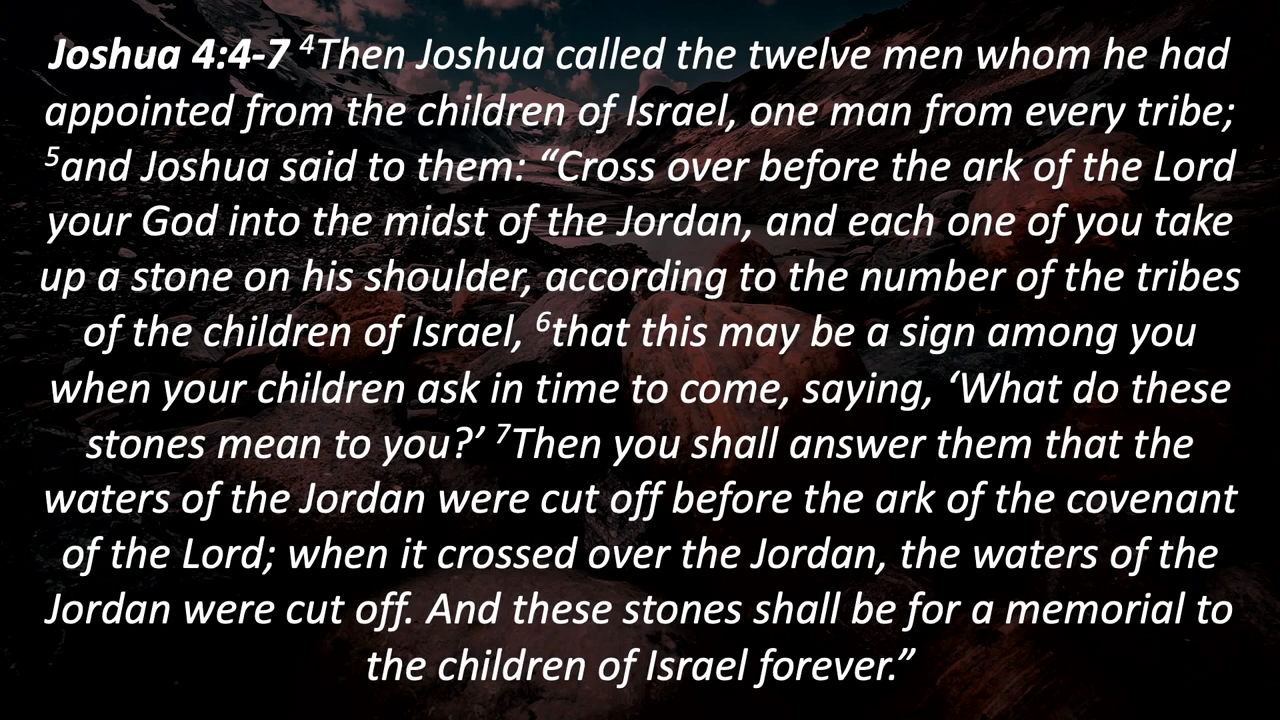 Joshua 4:4-7 ⁴Then Joshua called the twelve men whom he had
appointed from the children of Israel, one man from every tribe;
⁵and Joshua said to them: “Cross over before the ark of the Lord
your God into the midst of the Jordan, and each one of you take
up a stone on his shoulder, according to the number of the tribes
of the children of Israel, ⁶that this may be a sign among you
when your children ask in time to come, saying, ‘What do these
stones mean to you?’ ⁷Then you shall answer them that the
waters of the Jordan were cut off before the ark of the covenant
of the Lord; when it crossed over the Jordan, the waters of the
Jordan were cut off. And these stones shall be for a memorial to
the children of Israel forever.”